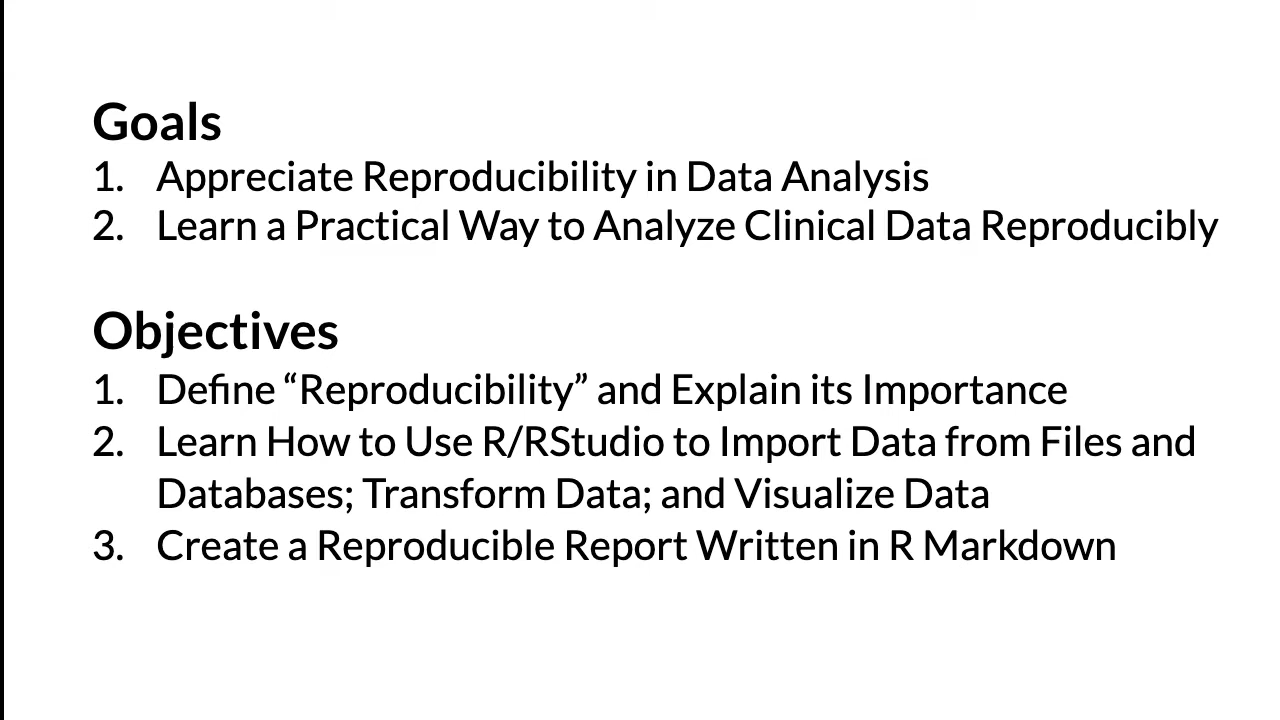 Goals
1. Appreciate Reproducibility in Data Analysis
2. Learn a Practical Way to Analyze Clinical Data Reproducibly
Objectives
1. Define “Reproducibility” and Explain its Importance
2. Learn How to Use R/RStudio to Import Data from Files and
Databases; Transform Data; and Visualize Data
3. Create a Reproducible Report Written in R Markdown